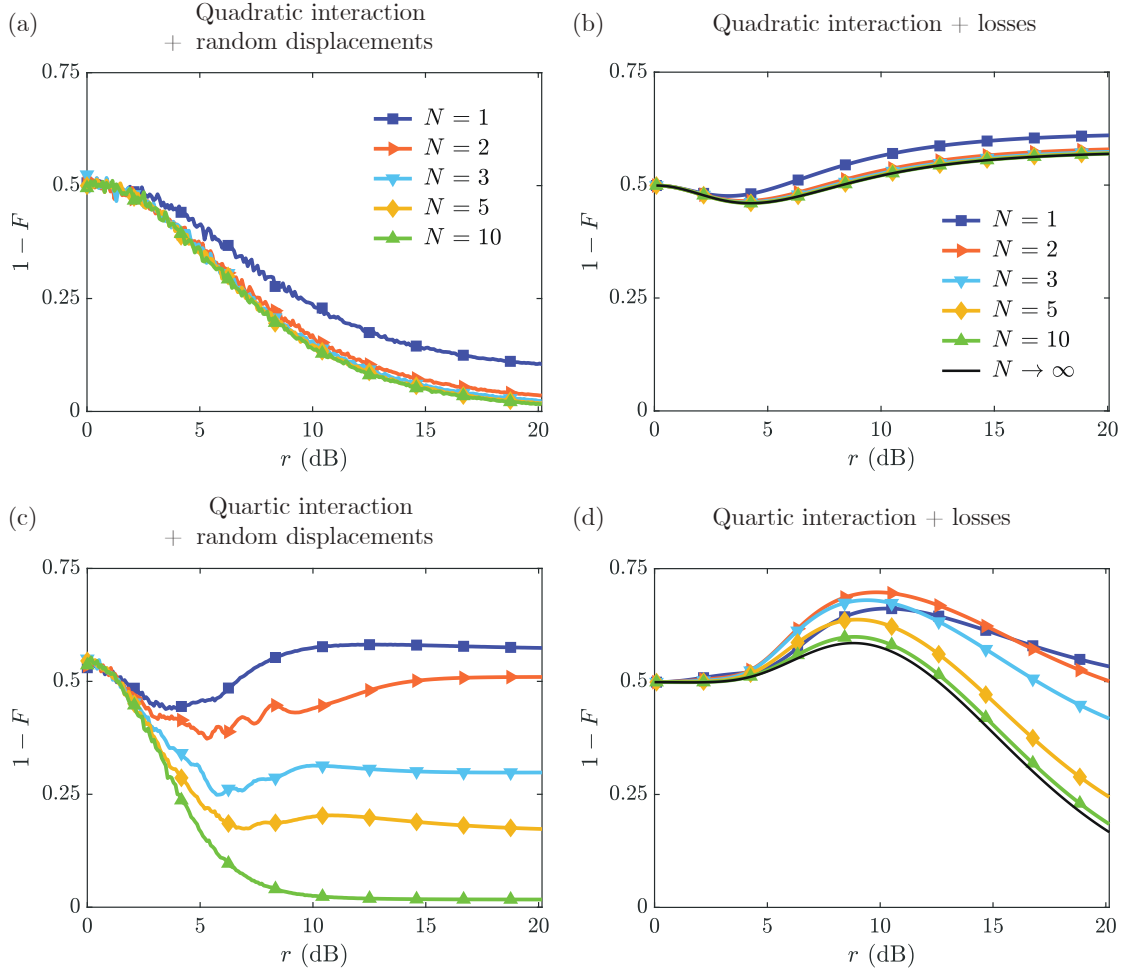 (a)
Quadratic interaction
+ random displacements
0.75
0.5
0.25
0
1 − F
0 5 10 15 20
r (dB)
N = 1
N = 2
N = 3
N = 5
N = 10
(b)
Quadratic interaction + losses
0.75
0.5
0.25
0
1 − F
0 5 10 15 20
r (dB)
N = 1
N = 2
N = 3
N = 5
N = 10
N → ∞
(c)
Quartic interaction
+ random displacements
0.75
0.5
0.25
0
1 − F
0 5 10 15 20
r (dB)
(d)
Quartic interaction + losses
0.75
0.5
0.25
0
1 − F
0 5 10 15 20
r (dB)